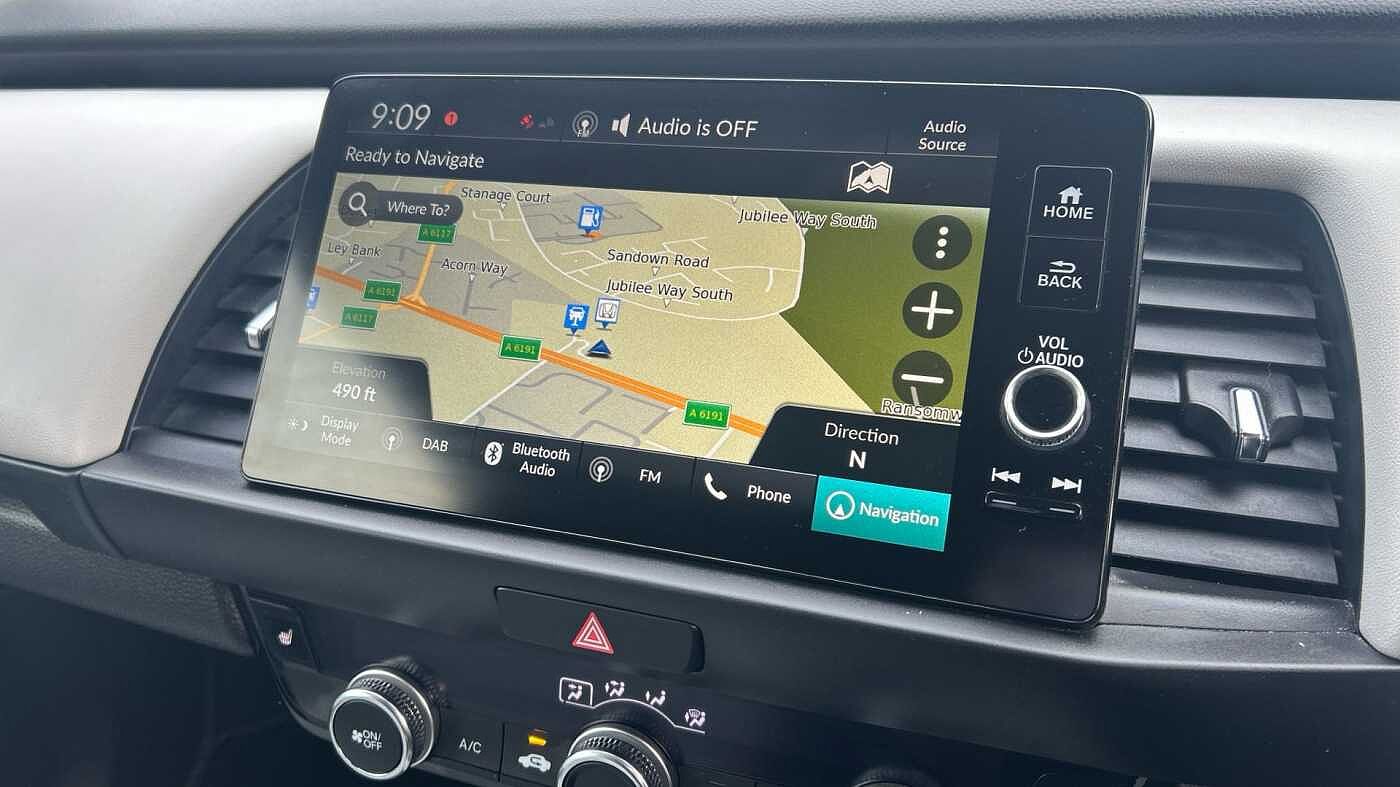 9:09
Audio is OFF
Audio
Source
Ready to Navigate
HOME
Where To?
Stanage Court
Jubilee Way South
A 6117
Ley Bank
Acorn Way
Sandown Road
BACK
Jubilee Way South
A 6191
A 6117
A 6191
VOL
AUDIO
Elevation
490 ft
A 6191
Ransomw
Direction
N
Display
Mode
DAB
Bluetooth
Audio
FM
Phone
Navigation
ON/
OFF
A/C